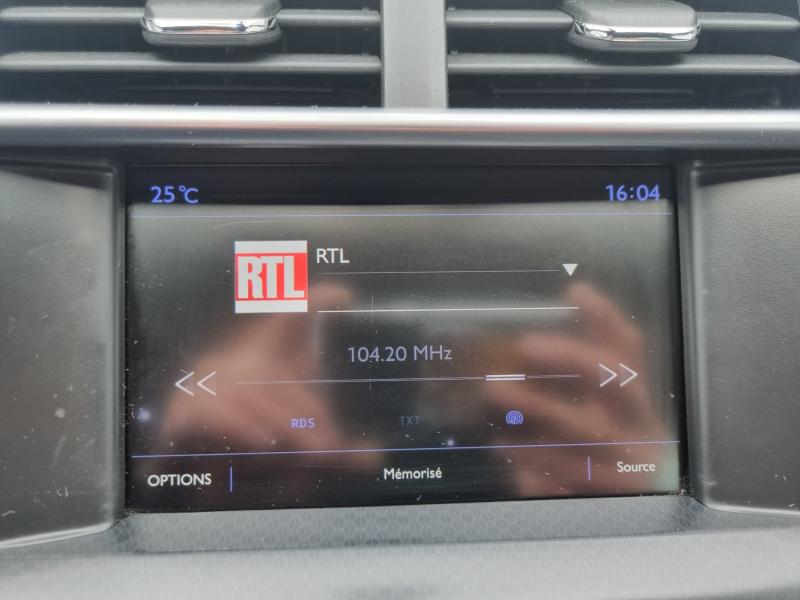 25°C 16:04
RTL RTL
104.20 MHz
RDS TXT
OPTIONS Mémorisé Source